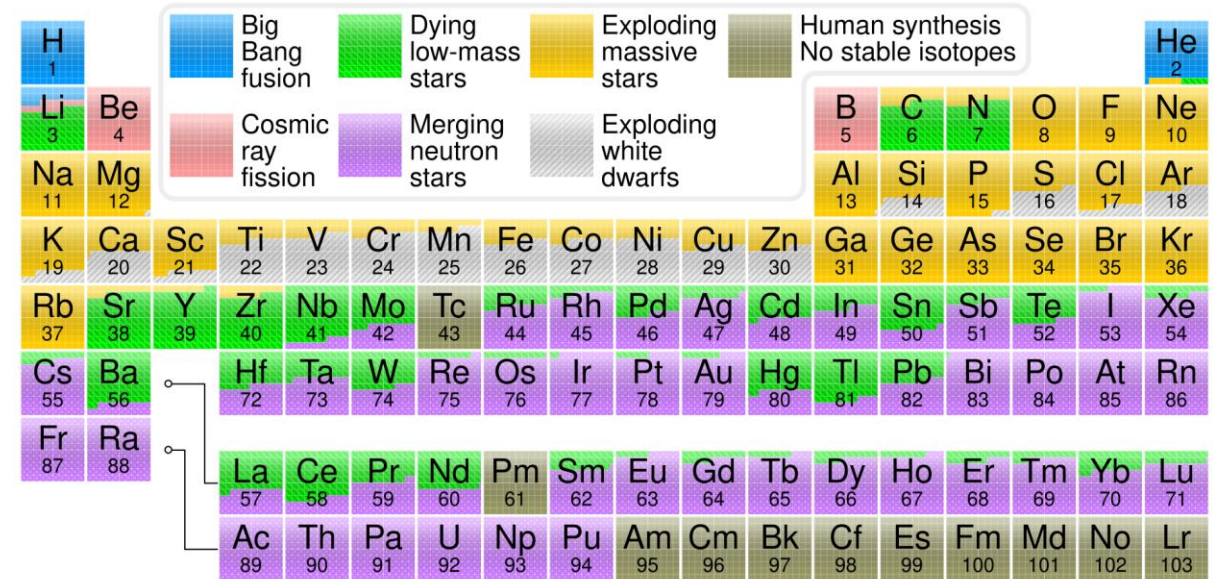 H
1
Big
Bang
fusion
Dying
low-mass
stars
Exploding
massive
stars
Human synthesis
No stable isotopes
He
2
Li
3
Be
4
Cosmic
ray
fission
Merging
neutron
stars
Exploding
white
dwarfs
B C N O F Ne
5 6 7 8 9 10
Na Mg Al Si P S Cl Ar
11 12 13 14 15 16 17 18
K Ca Sc Ti V Cr Mn Fe Co Ni Cu Zn Ga Ge As Se Br Kr
19 20 21 22 23 24 25 26 27 28 29 30 31 32 33 34 35 36
Rb Sr Y Zr Nb Mo Tc Ru Rh Pd Ag Cd In Sn Sb Te I Xe
37 38 39 40 41 42 43 44 45 46 47 48 49 50 51 52 53 54
Cs Ba Hf Ta W Re Os Ir Pt Au Hg Tl Pb Bi Po At Rn
55 56 72 73 74 75 76 77 78 79 80 81 82 83 84 85 86
Fr Ra
87 88
La Ce Pr Nd Pm Sm Eu Gd Tb Dy Ho Er Tm Yb Lu
57 58 59 60 61 62 63 64 65 66 67 68 69 70 71
Ac Th Pa U Np Pu Am Cm Bk Cf Es Fm Md No Lr
89 90 91 92 93 94 95 96 97 98 99 100 101 102 103